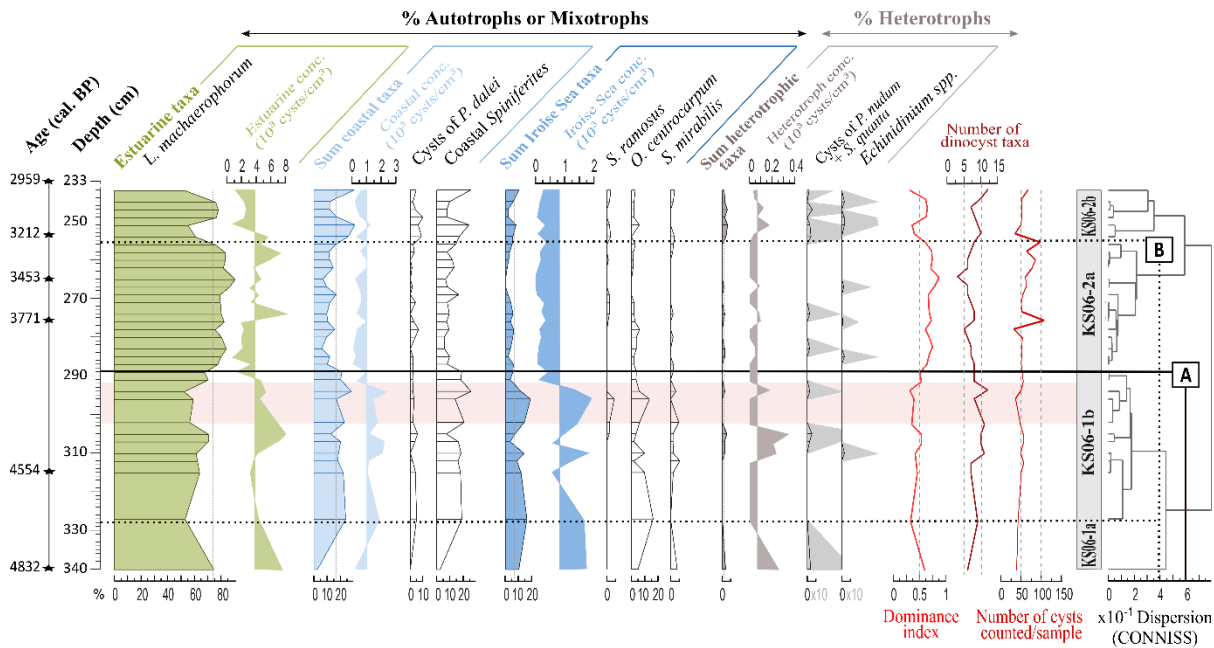 % Autotrophs or Mixotrophs
% Heterotrophs
Age (cal. BP)
Depth (cm)
Estuarine taxa
L. nachaerophorum
Estuarine conc.
(10³ cysts/cm³)
Sum coastal taxa
Coastal conc.
(10³ cysts/cm³)
Cysts of P. dalei
Coastal Spiniferites
Sum Iroise Sea taxa
Iroise Sea conc.
(10³ cysts/cm³)
S. ramosus
O. centrocarpum
S. mirabilis
Sum heterotrophic
taxa
Heterotroph conc.
(10³ cysts/cm³)
Cysts of P. nudum
+ S. quanta
Echinidinium spp.
Number of
dinocyst taxa
0 2 4 6 8
0 1 2 3
0 1 2
0 0.2 0.4
0 5 10 15
2959
3212
3453
3771
4554
4832
233
250
270
290
310
330
340
KS06-2b
KS06-2a
KS06-1b
KS06-1a
B
A
% 0 20 40 60 80
0 10 20
0 10
0 10 20
0 10
0
0 10 20
0
0
0 x10
0 x10
0 0.5 1
0 50 100 150
0 2 4 6
Dominance
index
Number of cysts
counted/sample
x10⁻¹ Dispersion
(CONNISS)